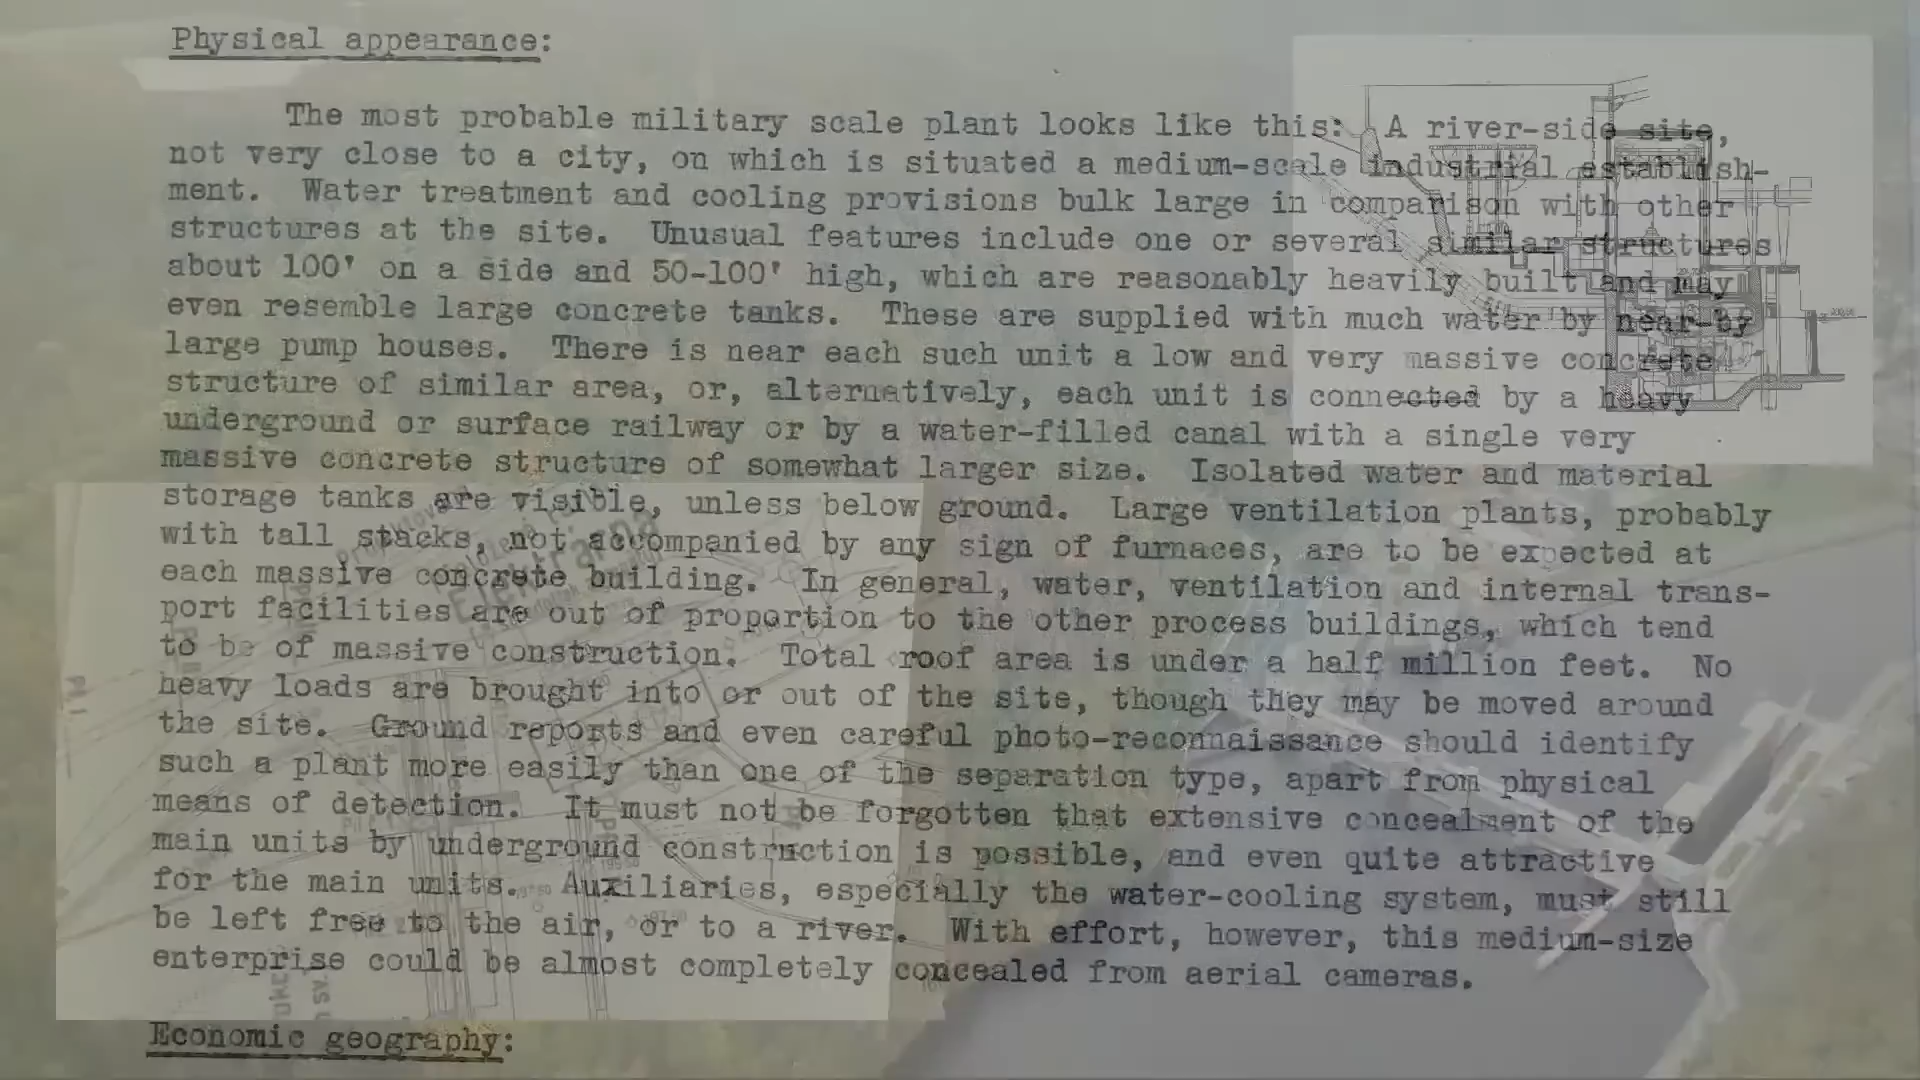 Physical appearance:
The most probable military scale plant looks like this: A river-side site,
not very close to a city, on which is situated a medium-scale industrial establish-
ment. Water treatment and cooling provisions bulk large in comparison with other
structures at the site. Unusual features include one or several similar structures
about 100' on a side and 50-100' high, which are reasonably heavily built and may
even resemble large concrete tanks. These are supplied with much water by near-by
large pump houses. There is near each such unit a low and very massive concrete
structure of similar area, or, alternatively, each unit is connected by a heavy
underground or surface railway or by a water-filled canal with a single very
massive concrete structure of somewhat larger size. Isolated water and material
storage tanks are visible, unless below ground. Large ventilation plants, probably
with tall stacks, not accompanied by any sign of furnaces, are to be expected at
each massive concrete building. In general, water, ventilation and internal trans-
port facilities are out of proportion to the other process buildings, which tend
to be of massive construction. Total roof area is under a half million feet. No
heavy loads are brought into or out of the site, though they may be moved around
the site. Ground reports and even careful photo-reconnaissance should identify
such a plant more easily than one of the separation type, apart from physical
means of detection. It must not be forgotten that extensive concealment of the
main units by underground construction is possible, and even quite attractive
for the main units. Auxiliaries, especially the water-cooling system, must still
be left free to the air, or to a river. With effort, however, this medium-size
enterprise could be almost completely concealed from aerial cameras.
Economic geography:
Elektrarna